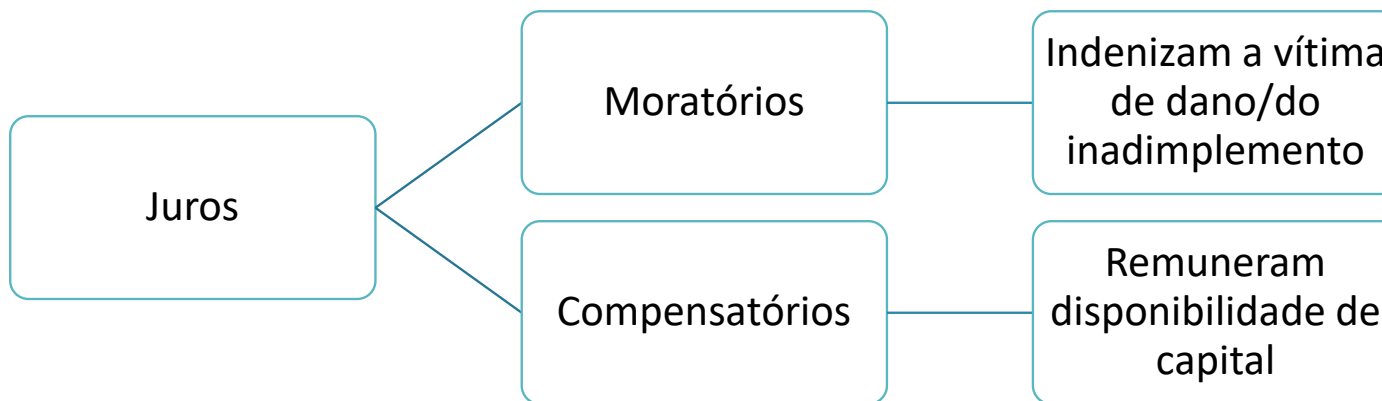 Juros
Moratórios
Indenizam a vítima
de dano/do
inadimplemento
Compensatórios
Remuneram
disponibilidade de
capital